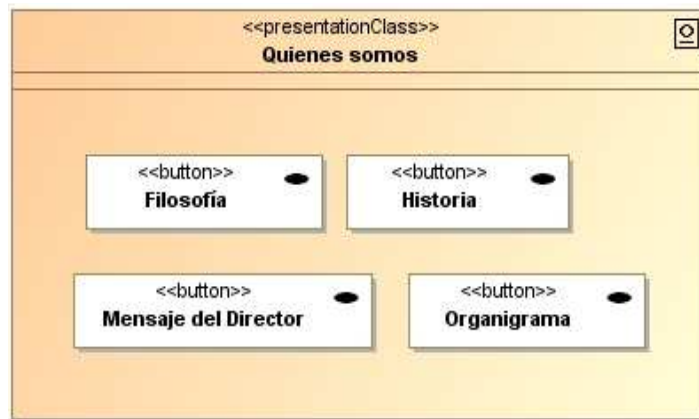 <<presentationClass>>
Quienes somos
<<button>>
Filosofía
<<button>>
Historia
<<button>>
Mensaje del Director
<<button>>
Organigrama